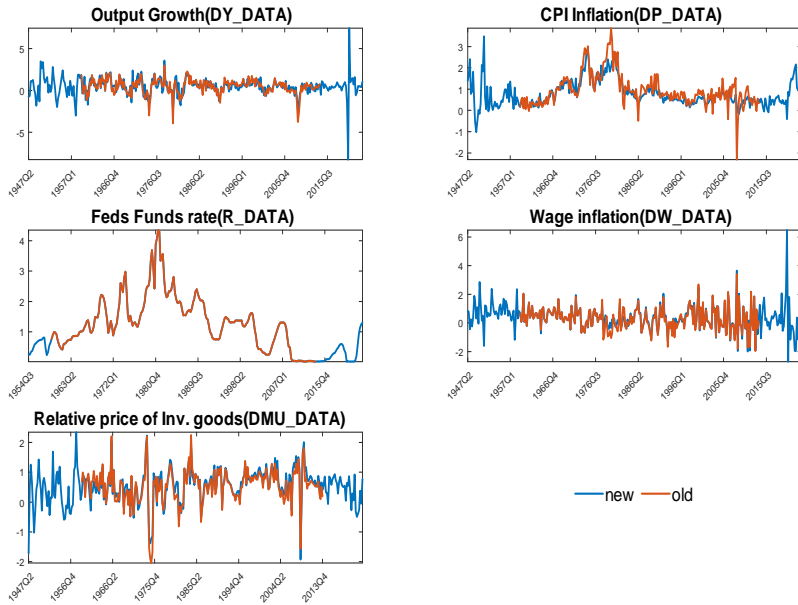 Output Growth(DY_DATA)
5
0
-5
1947Q2
1957Q1
1966Q4
1976Q3
1986Q2
1996Q1
2005Q4
2015Q3
CPI Inflation(DP_DATA)
3
2
1
0
-1
-2
1947Q2
1957Q1
1966Q4
1976Q3
1986Q2
1996Q1
2005Q4
2015Q3
Feds Funds rate(R_DATA)
4
3
2
1
1954Q3
1963Q2
1972Q1
1980Q4
1989Q3
1998Q2
2007Q1
2015Q4
Wage inflation(DW_DATA)
6
4
2
0
-2
1947Q2
1957Q1
1966Q4
1976Q3
1986Q2
1996Q1
2005Q4
2015Q3
Relative price of Inv. goods(DMU_DATA)
2
1
0
-1
-2
1947Q2
1956Q4
1966Q2
1975Q4
1985Q2
1994Q4
2004Q2
2013Q4
new old